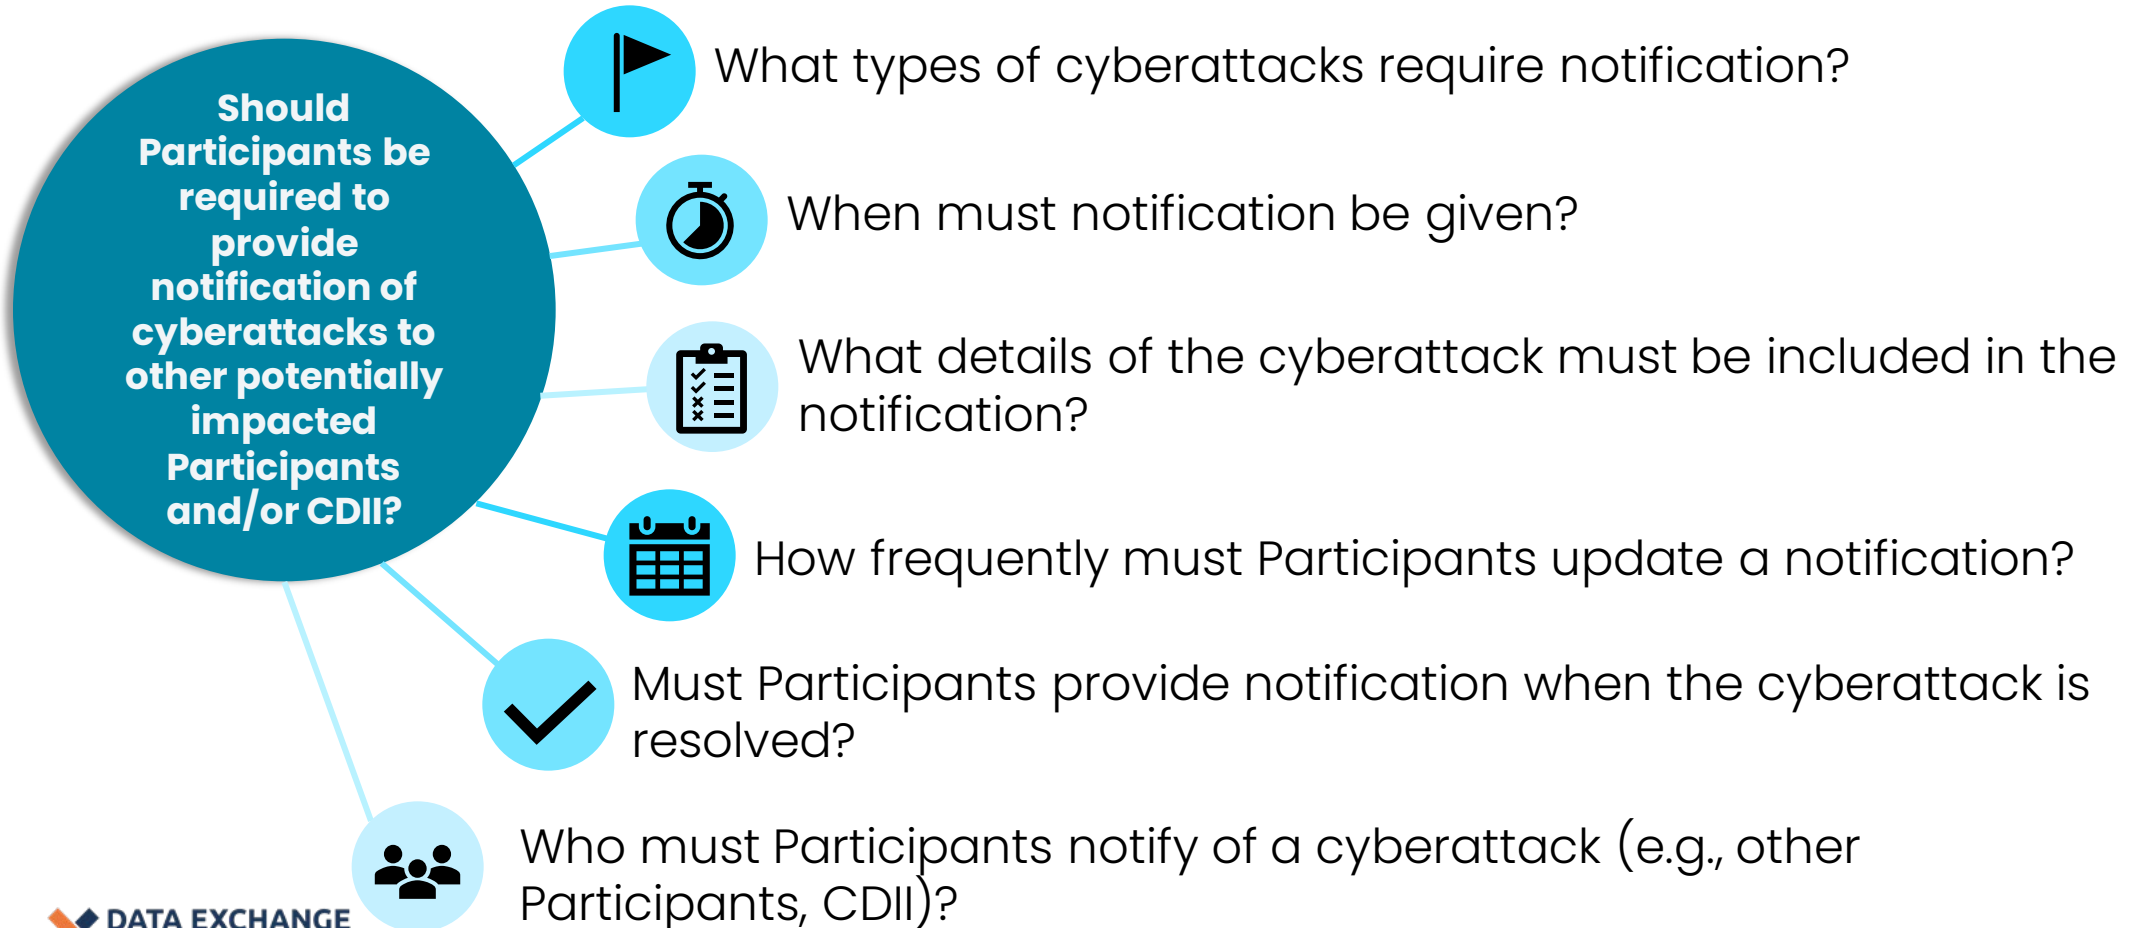 Should
Participants be
required to
provide
notification of
cyberattacks to
other potentially
impacted
Participants
and/or CDII?
What types of cyberattacks require notification?
When must notification be given?
What details of the cyberattack must be included in the
notification?
How frequently must Participants update a notification?
Must Participants provide notification when the cyberattack is
resolved?
Who must Participants notify of a cyberattack (e.g., other
Participants, CDII)?
DATA EXCHANGE